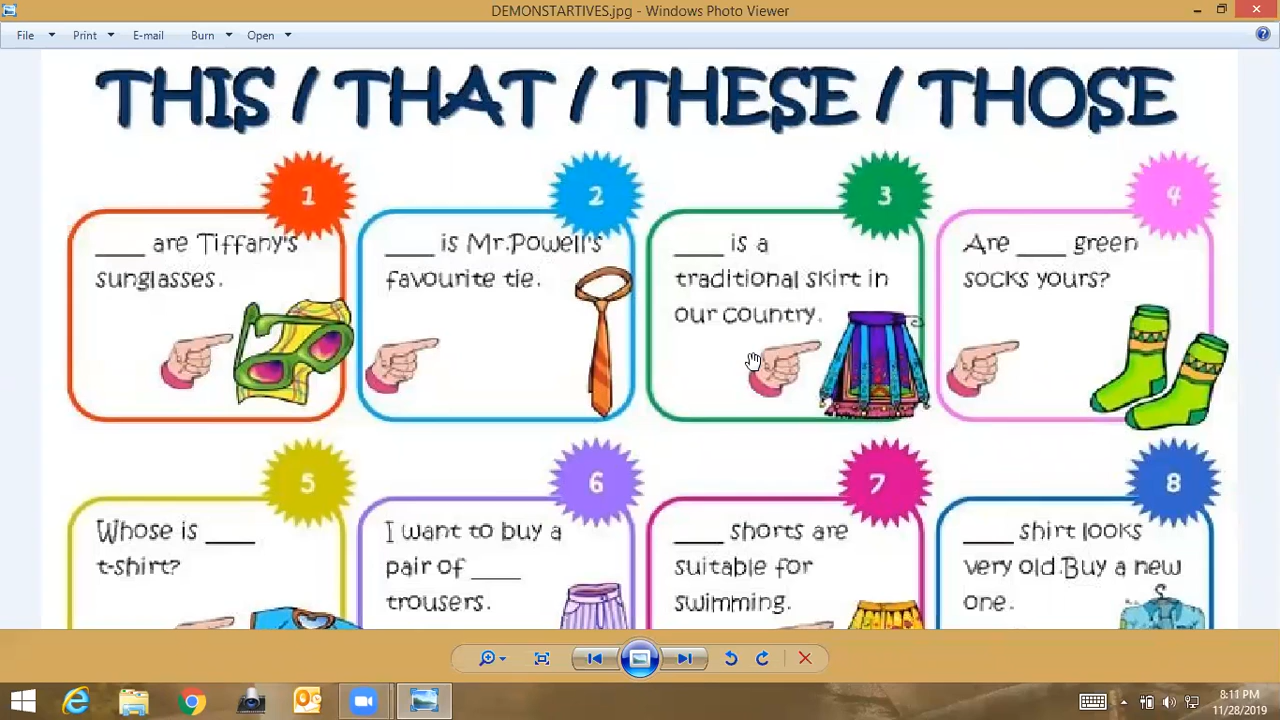 DEMONSTARTIVES.jpg - Windows Photo Viewer
File Print E-mail Burn Open
THIS / THAT / THESE / THOSE
1
____ are Tiffany's
sunglasses.
2
____ is Mr.Powell's
favourite tie.
3
____ is a
traditional skirt in
our country.
4
Are ____ green
socks yours?
5
Whose is ____
t-shirt?
6
I want to buy a
pair of ____
trousers.
7
____ shorts are
suitable for
swimming.
8
____ shirt looks
very old.Buy a new
one.
8:11 PM
11/28/2019